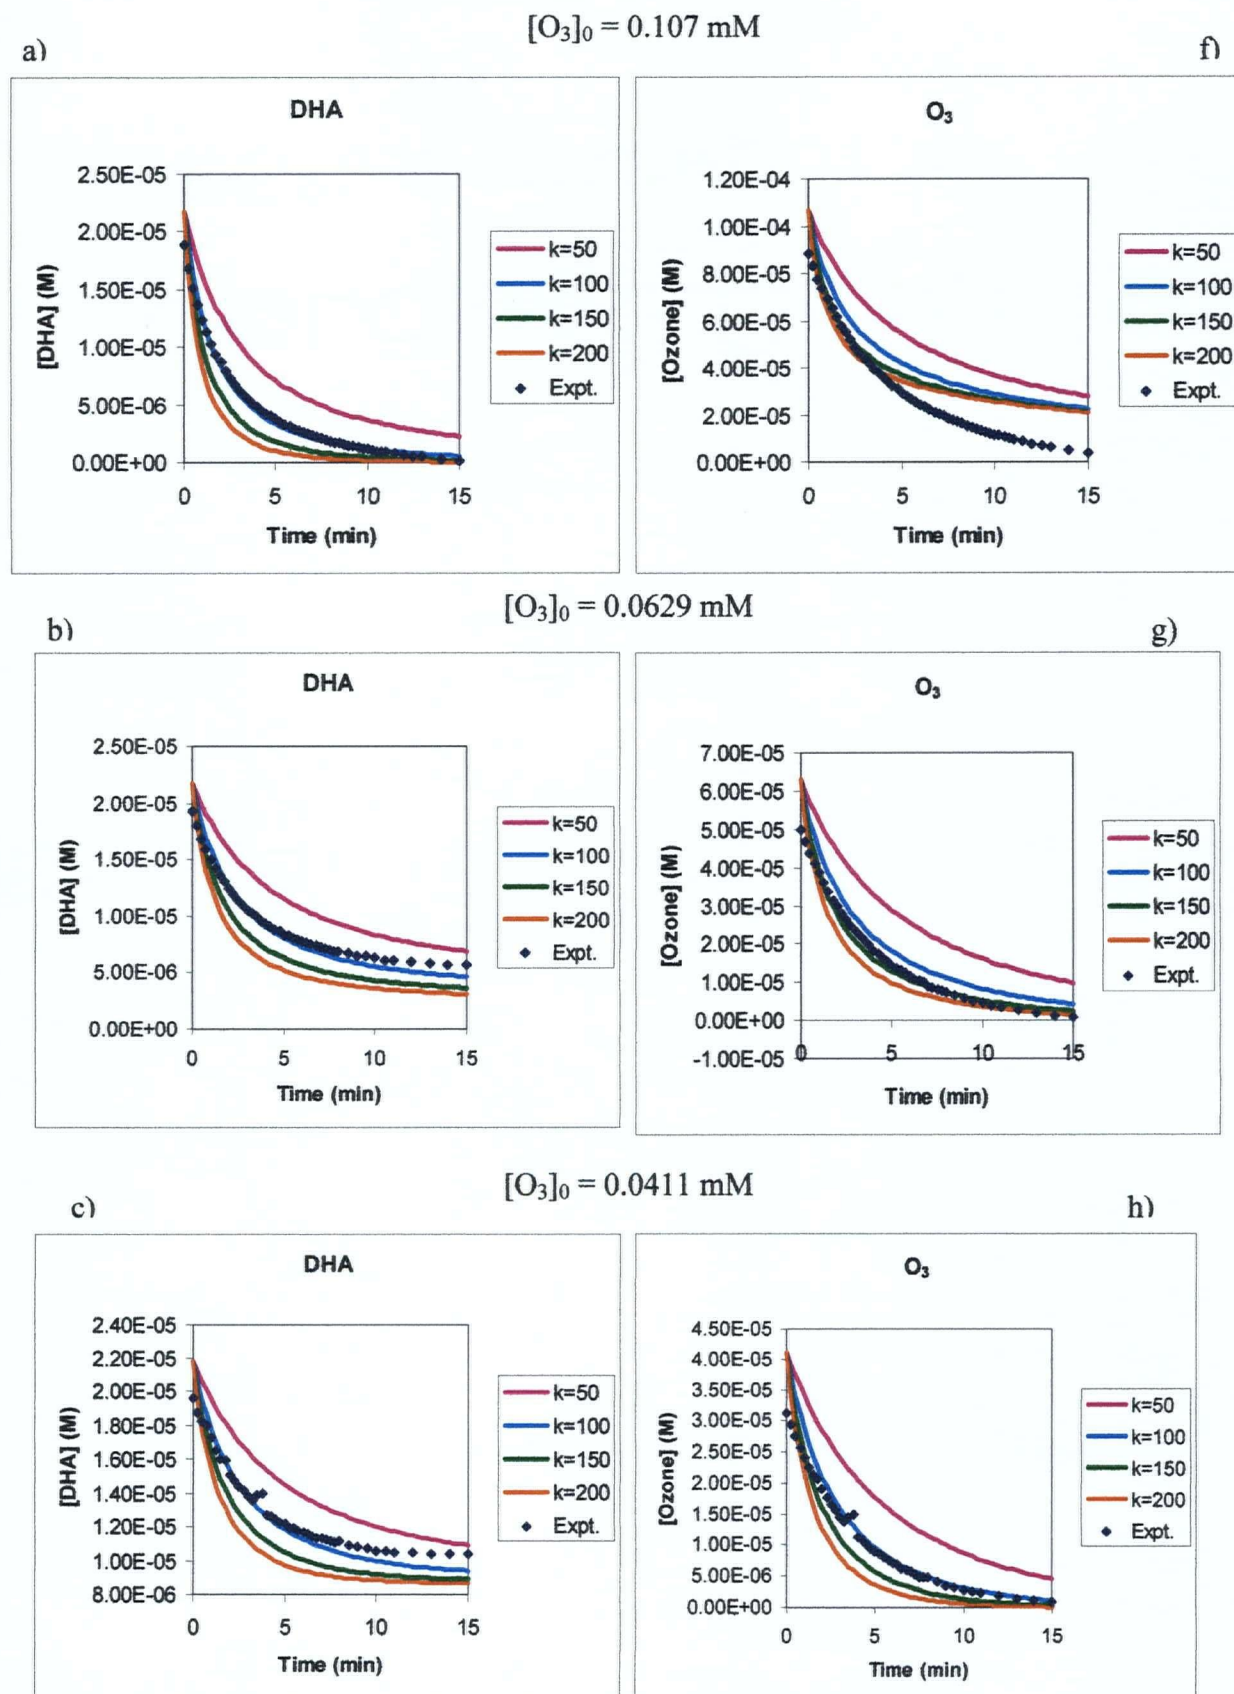 [O₃]₀ = 0.107 mM
a)
f)
DHA
2.50E-05
2.00E-05
1.50E-05
1.00E-05
5.00E-06
0.00E+00
[DHA] (M)
0 5 10 15
Time (min)
k=50
k=100
k=150
k=200
Expt.
O₃
1.20E-04
1.00E-04
8.00E-05
6.00E-05
4.00E-05
2.00E-05
0.00E+00
[Ozone] (M)
0 5 10 15
Time (min)
k=50
k=100
k=150
k=200
Expt.
[O₃]₀ = 0.0629 mM
b)
g)
DHA
2.50E-05
2.00E-05
1.50E-05
1.00E-05
5.00E-06
0.00E+00
[DHA] (M)
0 5 10 15
Time (min)
k=50
k=100
k=150
k=200
Expt.
O₃
7.00E-05
6.00E-05
5.00E-05
4.00E-05
3.00E-05
2.00E-05
1.00E-05
0.00E+00
-1.00E-05
[Ozone] (M)
0 5 10 15
Time (min)
k=50
k=100
k=150
k=200
Expt.
[O₃]₀ = 0.0411 mM
c)
h)
DHA
2.40E-05
2.20E-05
2.00E-05
1.80E-05
1.60E-05
1.40E-05
1.20E-05
1.00E-05
8.00E-06
[DHA] (M)
0 5 10 15
Time (min)
k=50
k=100
k=150
k=200
Expt.
O₃
4.50E-05
4.00E-05
3.50E-05
3.00E-05
2.50E-05
2.00E-05
1.50E-05
1.00E-05
5.00E-06
0.00E+00
[Ozone] (M)
0 5 10 15
Time (min)
k=50
k=100
k=150
k=200
Expt.